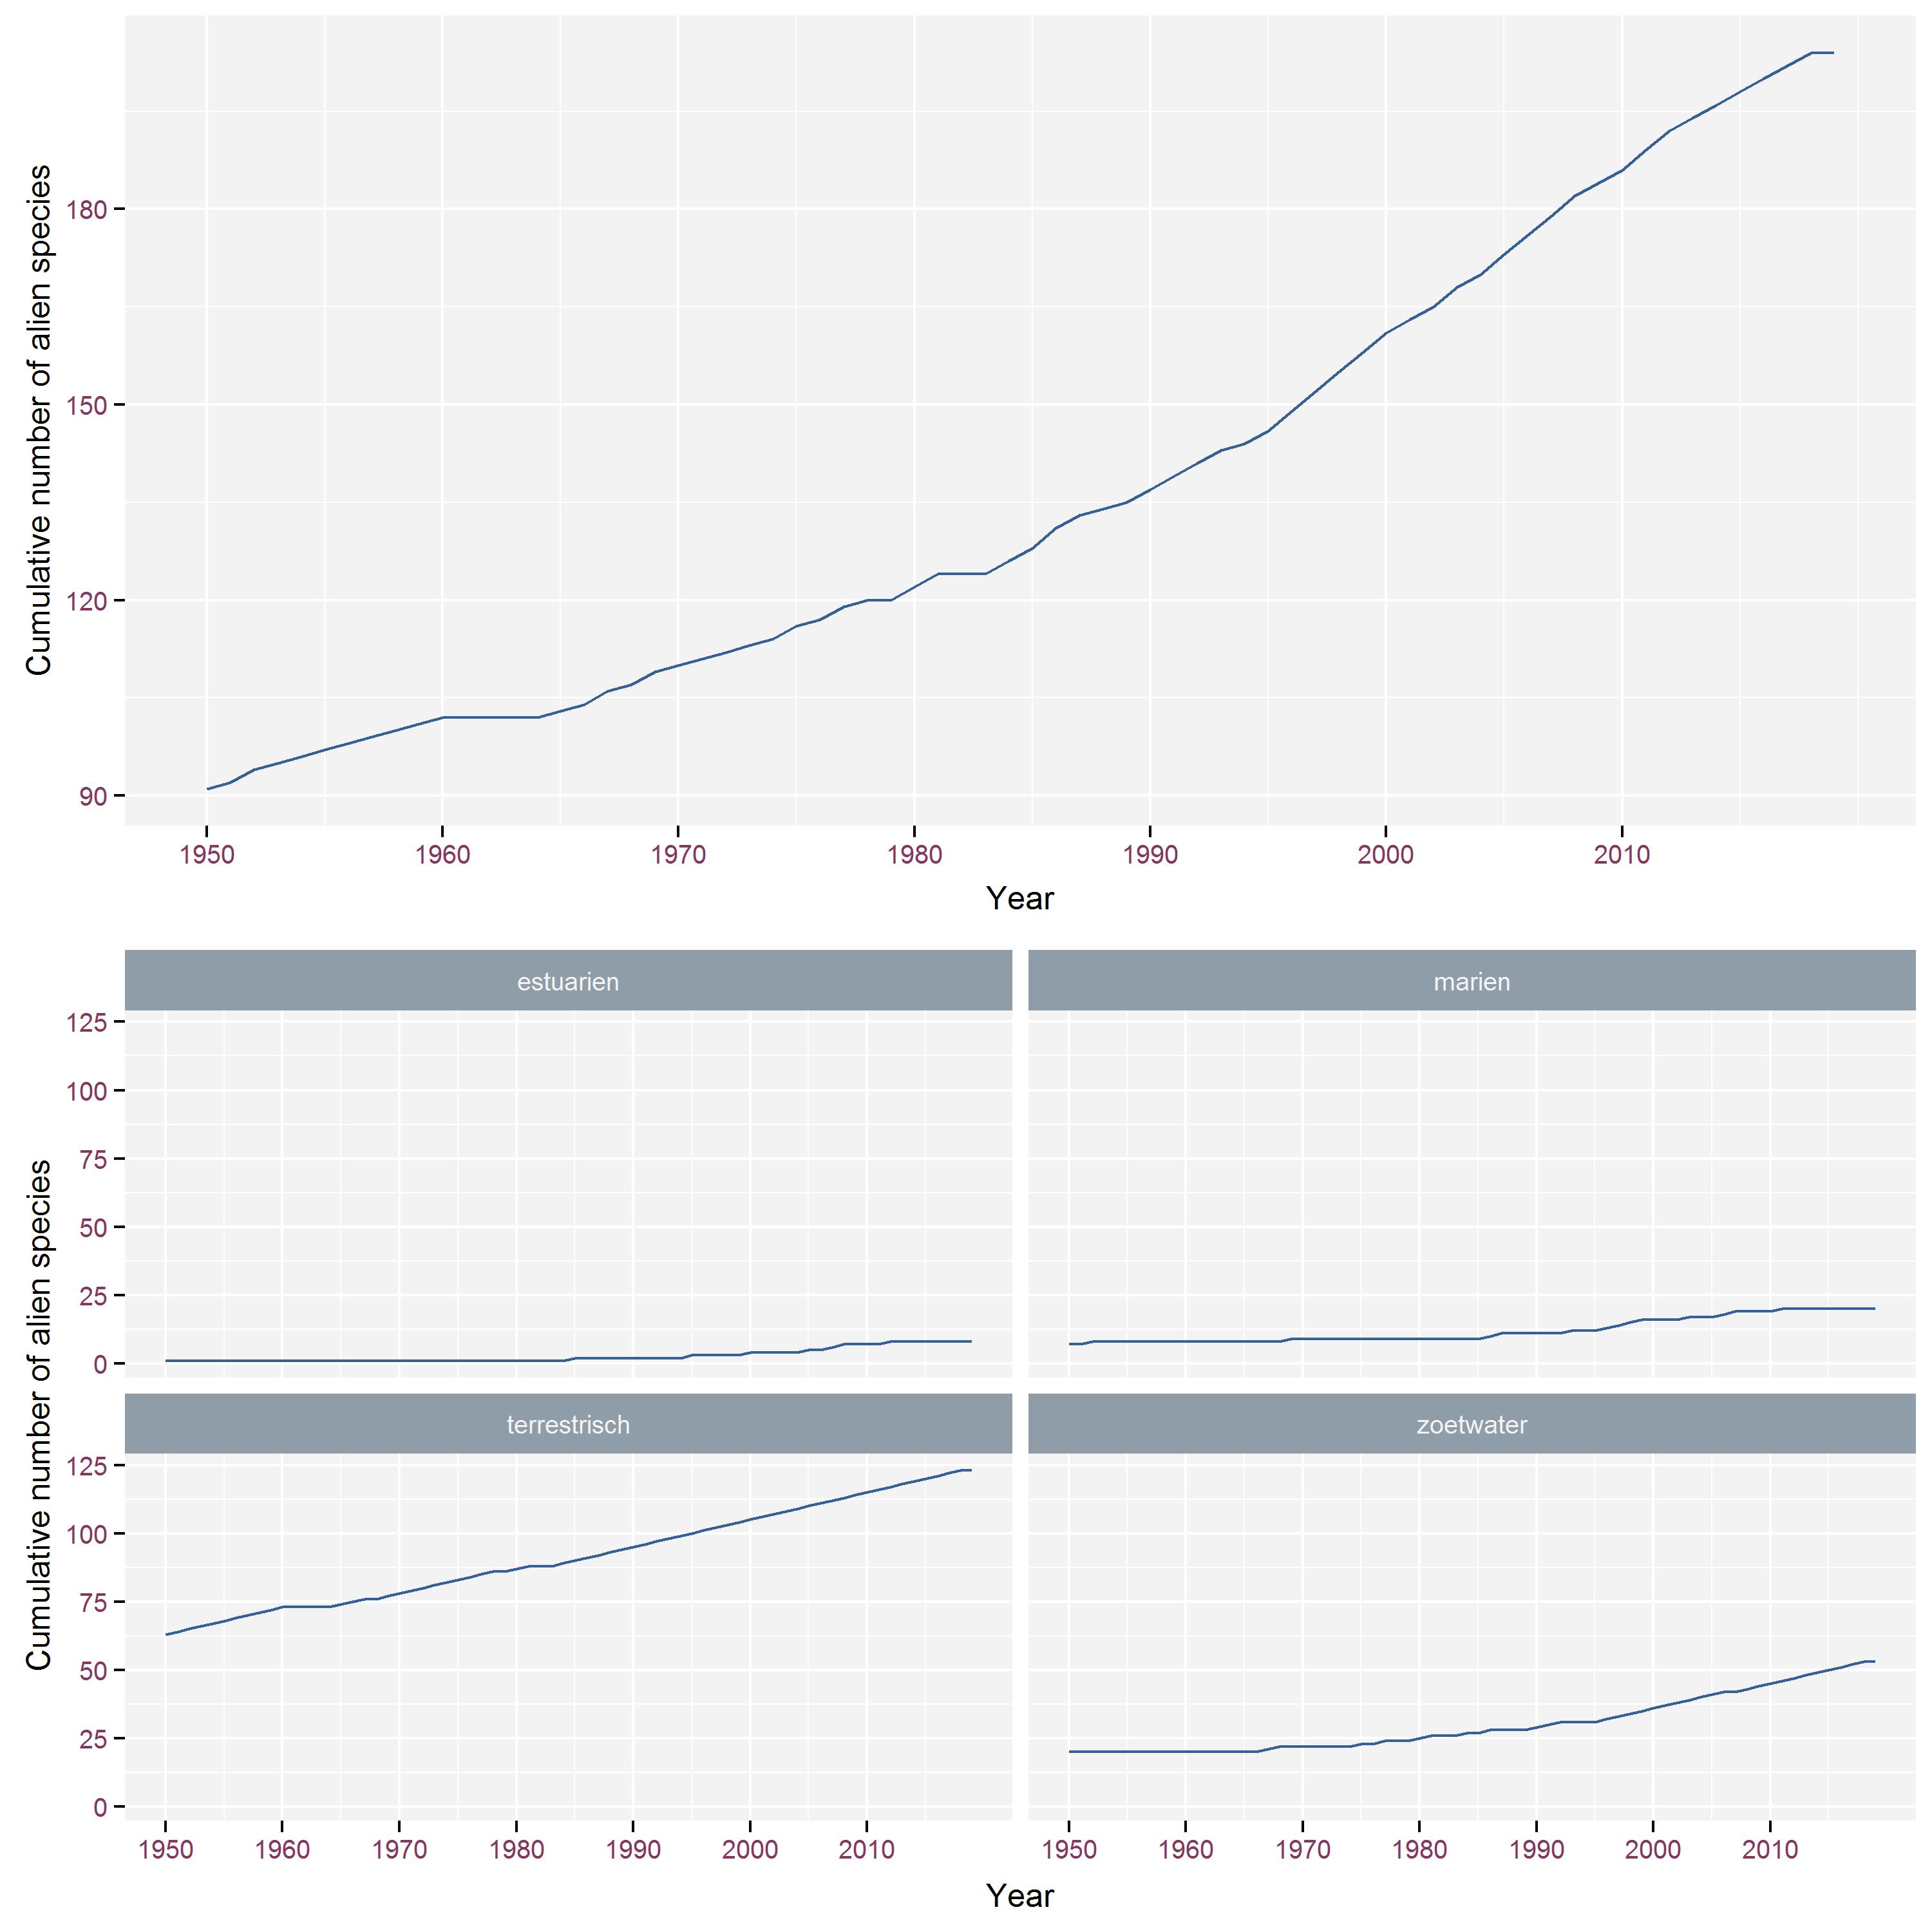 Cumulative number of alien species
180
150
120
90
1950 1960 1970 1980 1990 2000 2010
Year
estuarien marien
Cumulative number of alien species
125
100
75
50
25
0
terrestrisch zoetwater
125
100
75
50
25
0
1950 1960 1970 1980 1990 2000 2010 1950 1960 1970 1980 1990 2000 2010
Year